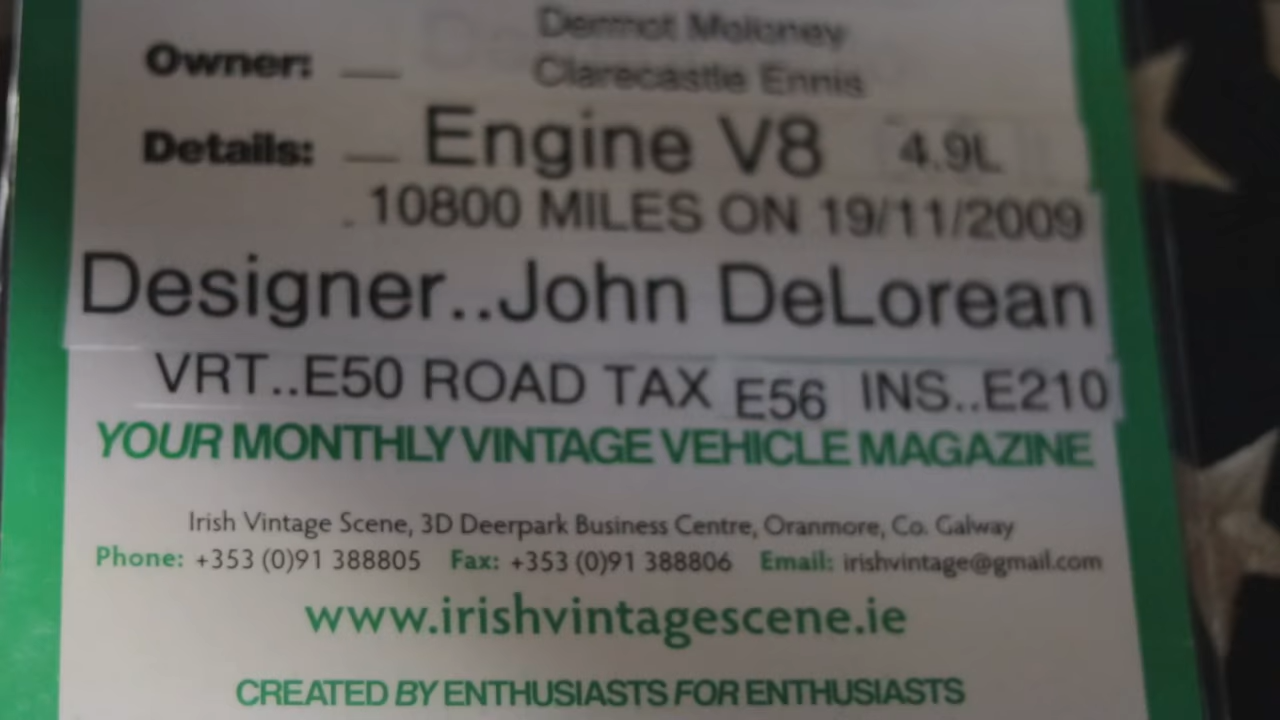 Dermot Moloney
Owner: Clarecastle Ennis
Details: Engine V8 4.9L
. 10800 MILES ON 19/11/2009
Designer..John DeLorean
VRT..E50 ROAD TAX E56 INS..E210
YOUR MONTHLY VINTAGE VEHICLE MAGAZINE
Irish Vintage Scene, 3D Deerpark Business Centre, Oranmore, Co. Galway
Phone: +353 (0)91 388805 Fax: +353 (0)91 388806 Email: irishvintage@gmail.com
www.irishvintagescene.ie
CREATED BY ENTHUSIASTS FOR ENTHUSIASTS